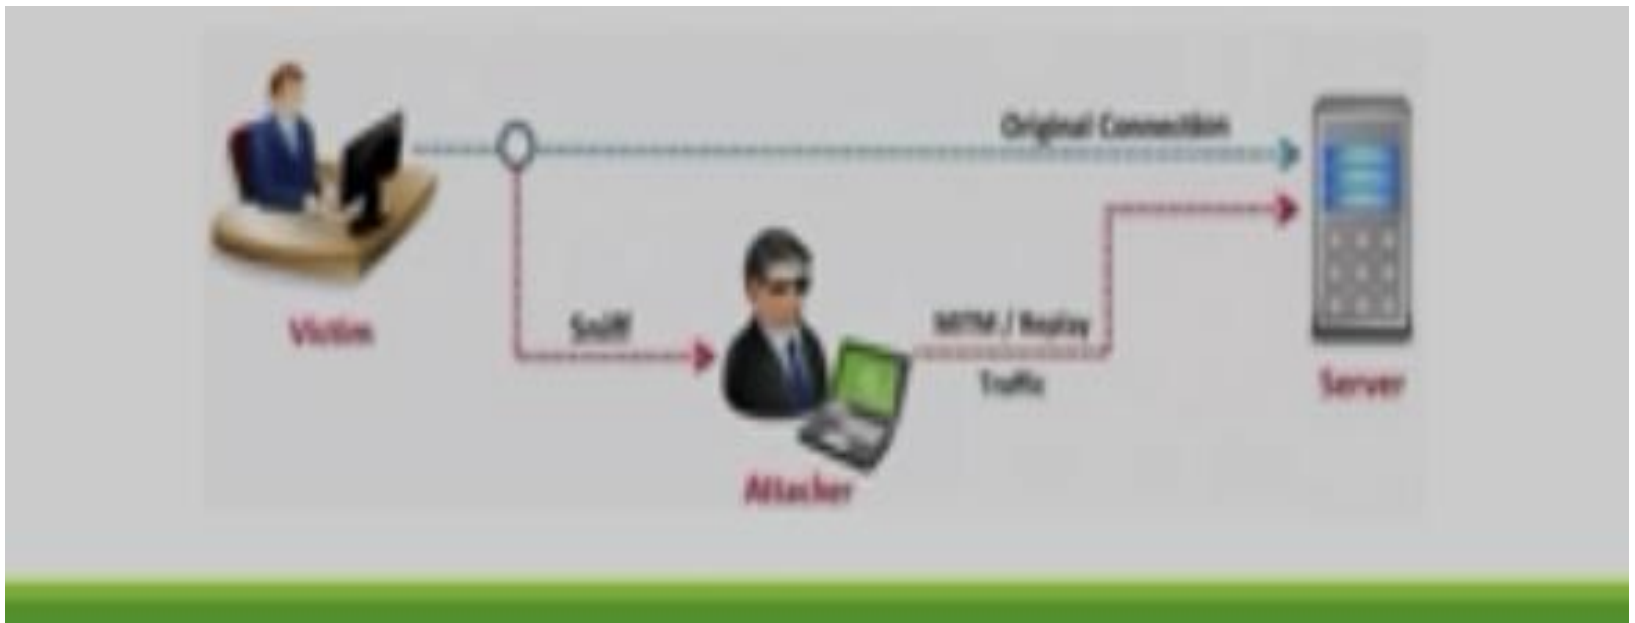 Original Connection
Victim
Sniff
MITM / Replay
Traffic
Server
Attacker